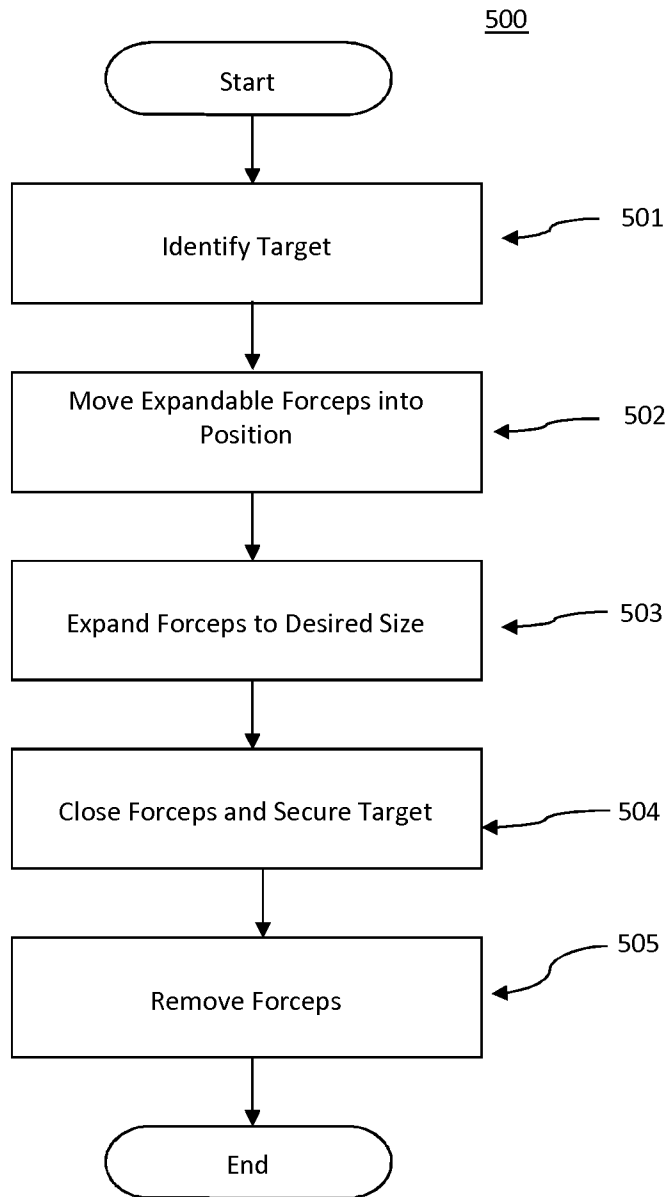 500
Start
Identify Target
501
Move Expandable Forceps into
Position
502
Expand Forceps to Desired Size
503
Close Forceps and Secure Target
504
Remove Forceps
505
End